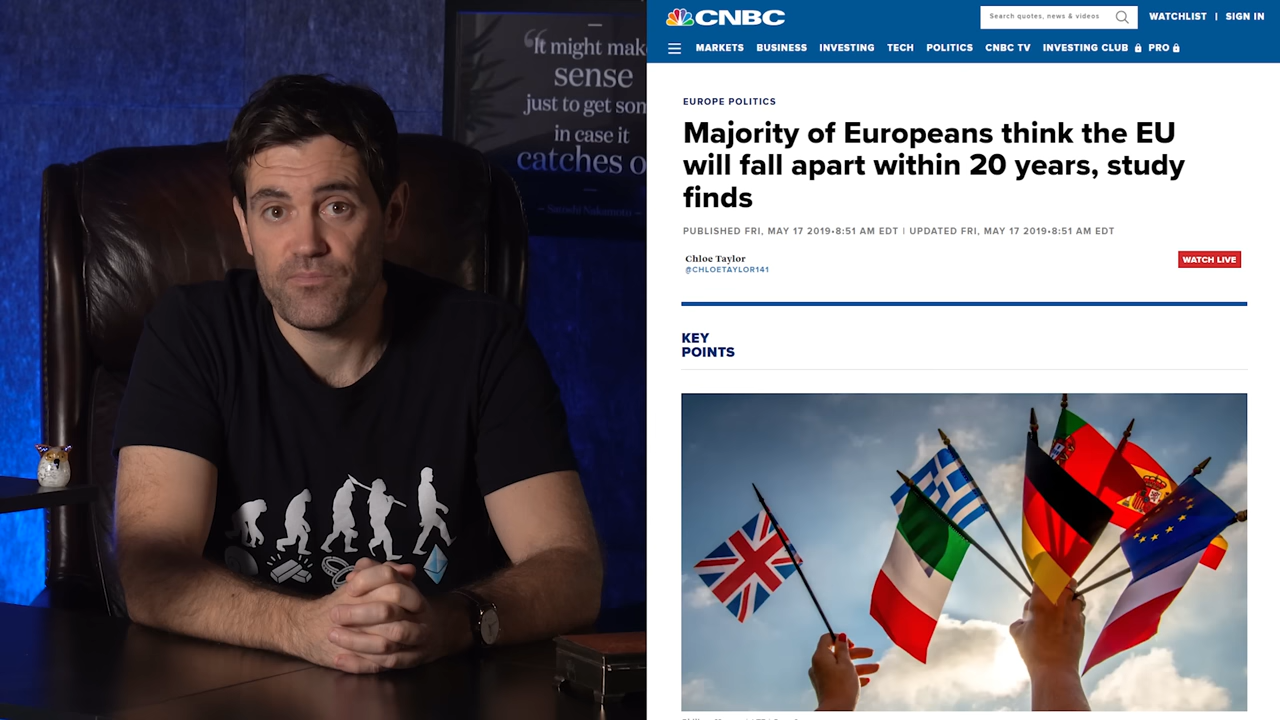 “It might mak
sense
just to get som
in case it
catches o
— Satoshi Nakamoto —
CNBC
Search quotes, news & videos
WATCHLIST | SIGN IN
MARKETS BUSINESS INVESTING TECH POLITICS CNBC TV INVESTING CLUB PRO
EUROPE POLITICS
Majority of Europeans think the EU
will fall apart within 20 years, study
finds
PUBLISHED FRI, MAY 17 2019•8:51 AM EDT | UPDATED FRI, MAY 17 2019•8:51 AM EDT
Chloe Taylor
@CHLOETAYLOR141
WATCH LIVE
KEY
POINTS